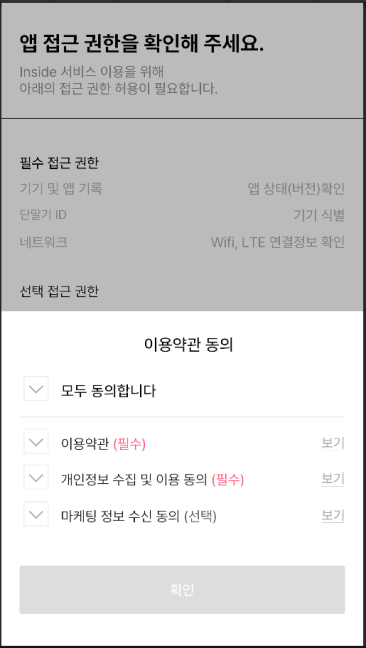 앱 접근 권한을 확인해 주세요.
Inside 서비스 이용을 위해
아래의 접근 권한 허용이 필요합니다.
필수 접근 권한
기기 및 앱 기록 앱 상태(버전)확인
단말기 ID 기기 식별
네트워크 Wifi, LTE 연결정보 확인
선택 접근 권한
이용약관 동의
모두 동의합니다
이용약관 (필수) 보기
개인정보 수집 및 이용 동의 (필수) 보기
마케팅 정보 수신 동의 (선택) 보기
확인